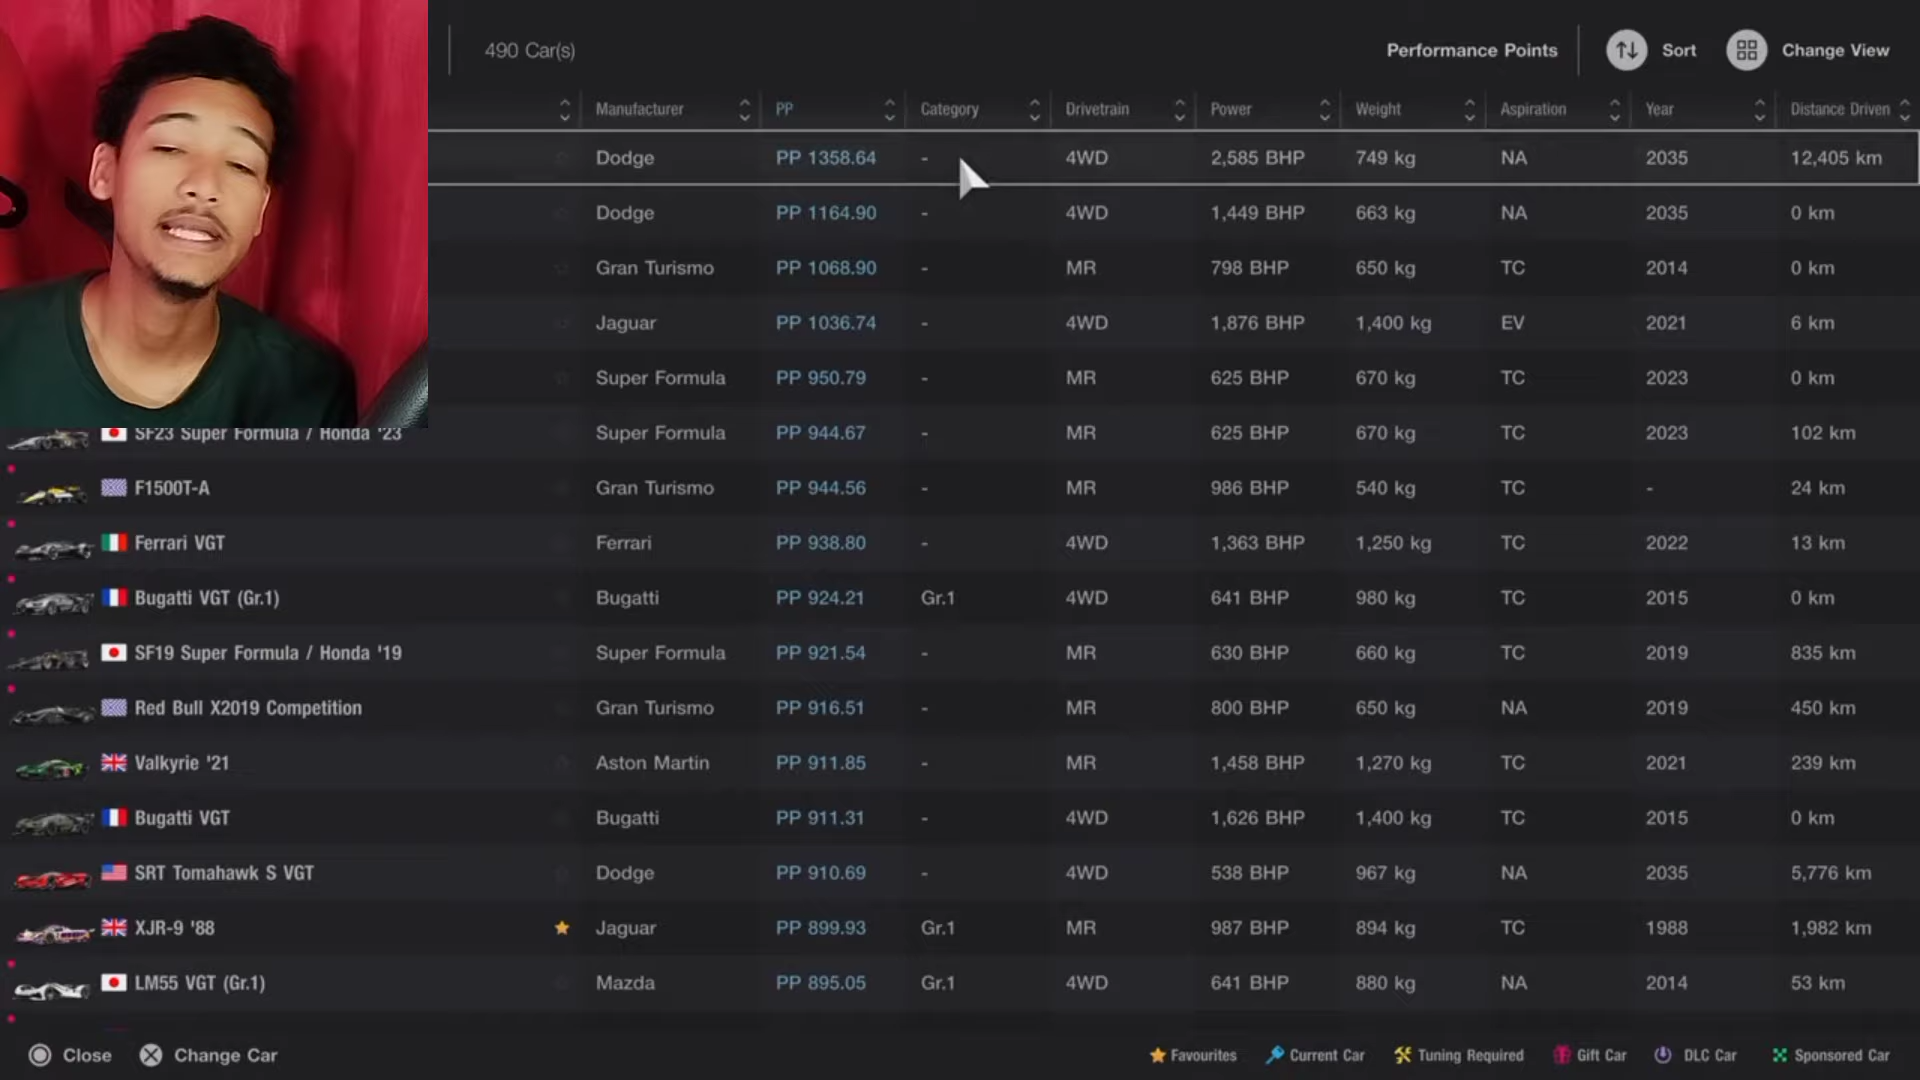 490 Car(s) Performance Points Sort Change View
Manufacturer PP Category Drivetrain Power Weight Aspiration Year Distance Driven
Dodge PP 1358.64 - 4WD 2,585 BHP 749 kg NA 2035 12,405 km
Dodge PP 1164.90 - 4WD 1,449 BHP 663 kg NA 2035 0 km
Gran Turismo PP 1068.90 - MR 798 BHP 650 kg TC 2014 0 km
Jaguar PP 1036.74 - 4WD 1,876 BHP 1,400 kg EV 2021 6 km
Super Formula PP 950.79 - MR 625 BHP 670 kg TC 2023 0 km
SF23 Super Formula / Honda '23 Super Formula PP 944.67 - MR 625 BHP 670 kg TC 2023 102 km
F1500T-A Gran Turismo PP 944.56 - MR 986 BHP 540 kg TC - 24 km
Ferrari VGT Ferrari PP 938.80 - 4WD 1,363 BHP 1,250 kg TC 2022 13 km
Bugatti VGT (Gr.1) Bugatti PP 924.21 Gr.1 4WD 641 BHP 980 kg TC 2015 0 km
SF19 Super Formula / Honda '19 Super Formula PP 921.54 - MR 630 BHP 660 kg TC 2019 835 km
Red Bull X2019 Competition Gran Turismo PP 916.51 - MR 800 BHP 650 kg NA 2019 450 km
Valkyrie '21 Aston Martin PP 911.85 - MR 1,458 BHP 1,270 kg TC 2021 239 km
Bugatti VGT Bugatti PP 911.31 - 4WD 1,626 BHP 1,400 kg TC 2015 0 km
SRT Tomahawk S VGT Dodge PP 910.69 - 4WD 538 BHP 967 kg NA 2035 5,776 km
XJR-9 '88 Jaguar PP 899.93 Gr.1 MR 987 BHP 894 kg TC 1988 1,982 km
LM55 VGT (Gr.1) Mazda PP 895.05 Gr.1 4WD 641 BHP 880 kg NA 2014 53 km
Close Change Car Favourites Current Car Tuning Required Gift Car DLC Car Sponsored Car